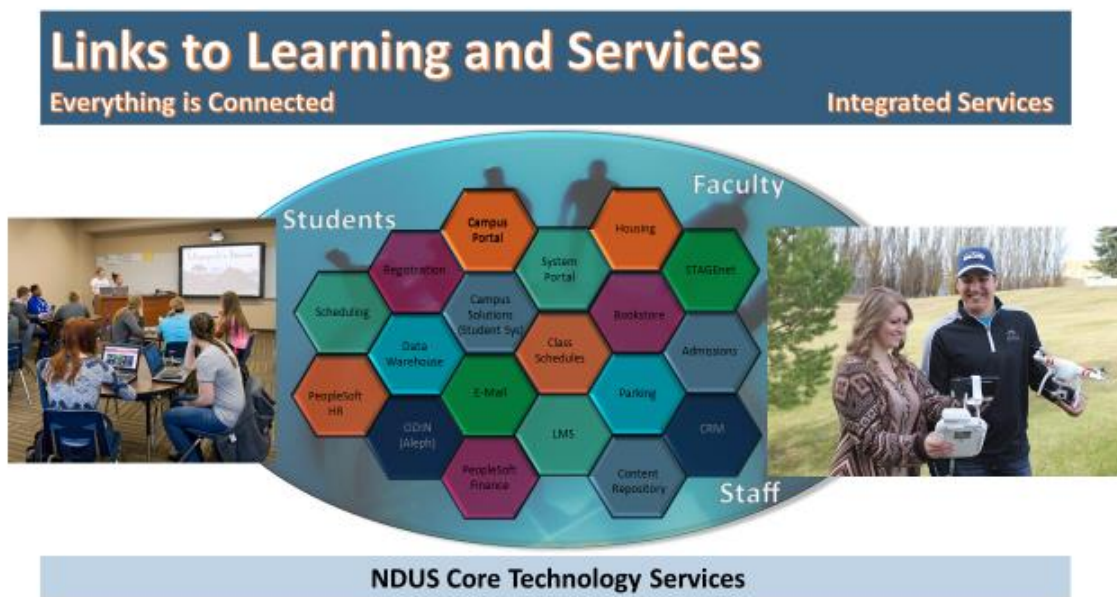 Links to Learning and Services
Everything is Connected
Integrated Services
Students
Faculty
Campus
Portal
Housing
Registration
System
Portal
STAGEnet
Scheduling
Campus
Solutions
(Student Sys)
Bookstore
Data
Warehouse
Class
Schedules
Admissions
PeopleSoft
HR
E-Mail
Parking
ODIN
(Aleph)
LMS
CRM
PeopleSoft
Finance
Content
Repository
Staff
NDUS Core Technology Services